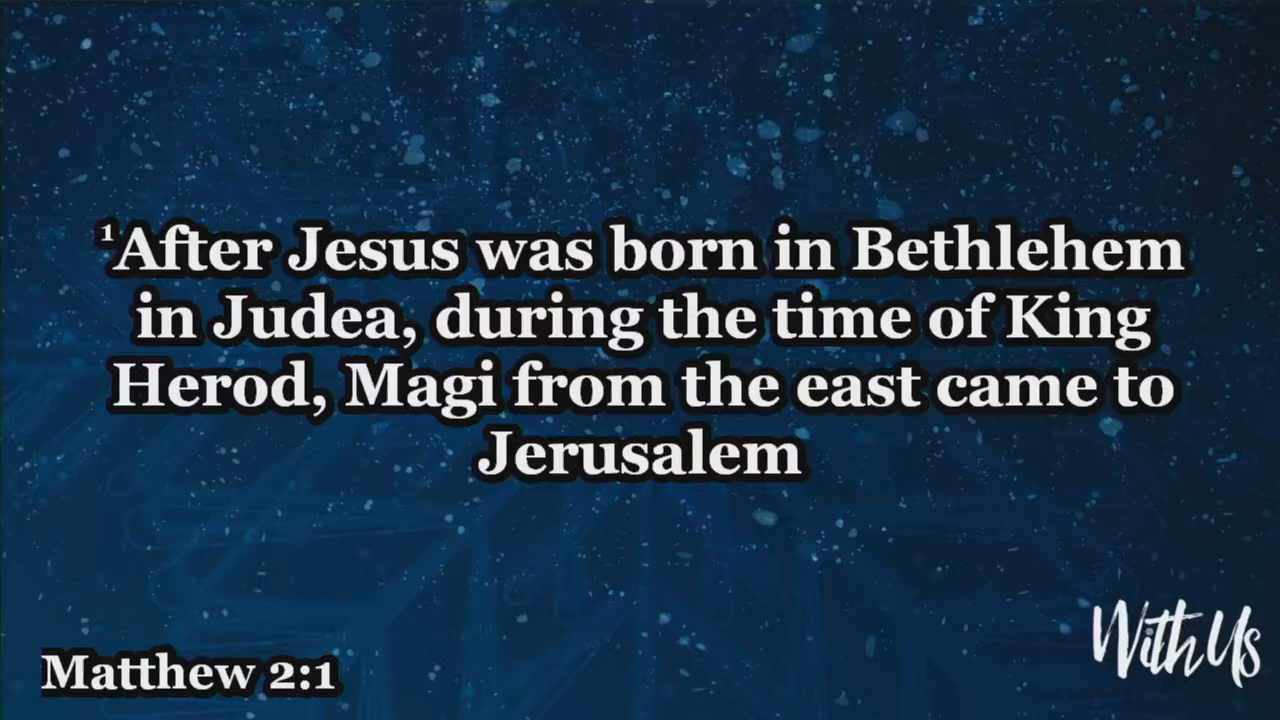 ¹After Jesus was born in Bethlehem
in Judea, during the time of King
Herod, Magi from the east came to
Jerusalem
Matthew 2:1
With Us